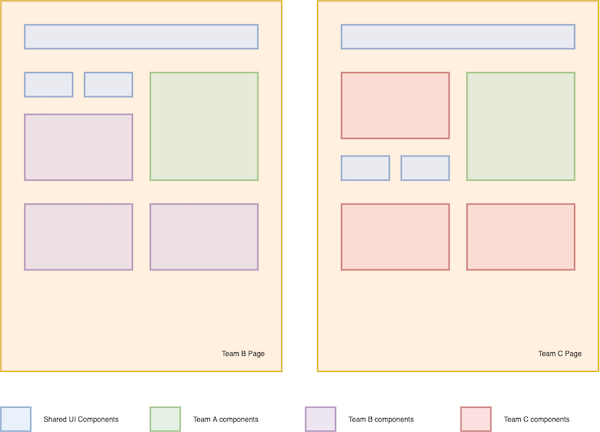 Team B Page
Team C Page
Shared UI Components
Team A components
Team B components
Team C components